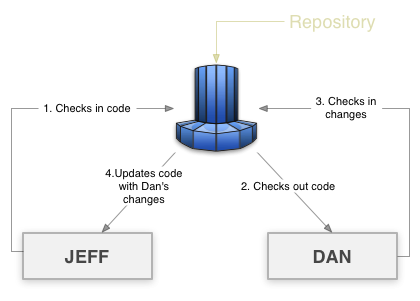 Repository
1. Checks in code
3. Checks in
changes
4.Updates code
with Dan's
changes
2. Checks out code
JEFF
DAN